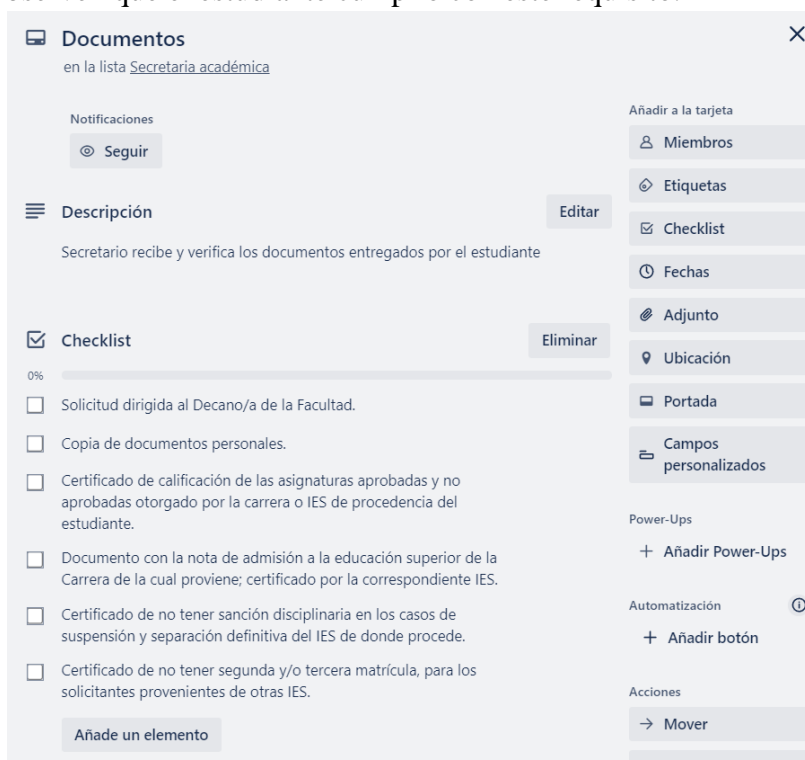 Documentos
en la lista Secretaria académica
Notificaciones
Seguir
Descripción
Editar
Secretario recibe y verifica los documentos entregados por el estudiante
Checklist
Eliminar
0%
Solicitud dirigida al Decano/a de la Facultad.
Copia de documentos personales.
Certificado de calificación de las asignaturas aprobadas y no
aprobadas otorgado por la carrera o IES de procedencia del
estudiante.
Documento con la nota de admisión a la educación superior de la
Carrera de la cual proviene; certificado por la correspondiente IES.
Certificado de no tener sanción disciplinaria en los casos de
suspensión y separación definitiva del IES de donde procede.
Certificado de no tener segunda y/o tercera matrícula, para los
solicitantes provenientes de otras IES.
Añade un elemento
Añadir a la tarjeta
Miembros
Etiquetas
Checklist
Fechas
Adjunto
Ubicación
Portada
Campos
personalizados
Power-Ups
+ Añadir Power-Ups
Automatización
+ Añadir botón
Acciones
→ Mover